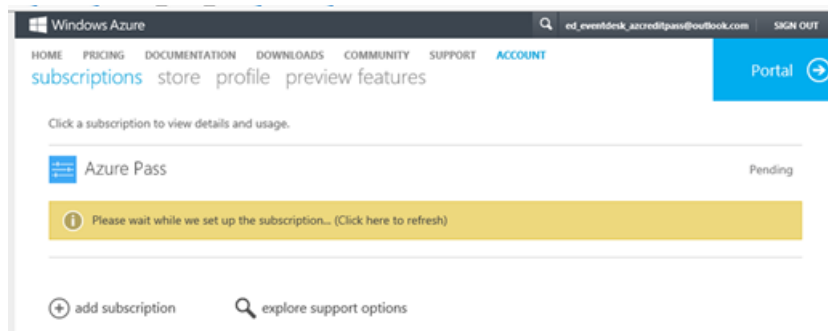 Windows Azure
ed_eventdesk_azcreditpass@outlook.com SIGN OUT
HOME PRICING DOCUMENTATION DOWNLOADS COMMUNITY SUPPORT ACCOUNT
subscriptions store profile preview features
Portal
Click a subscription to view details and usage.
Azure Pass Pending
Please wait while we set up the subscription... (Click here to refresh)
add subscription explore support options